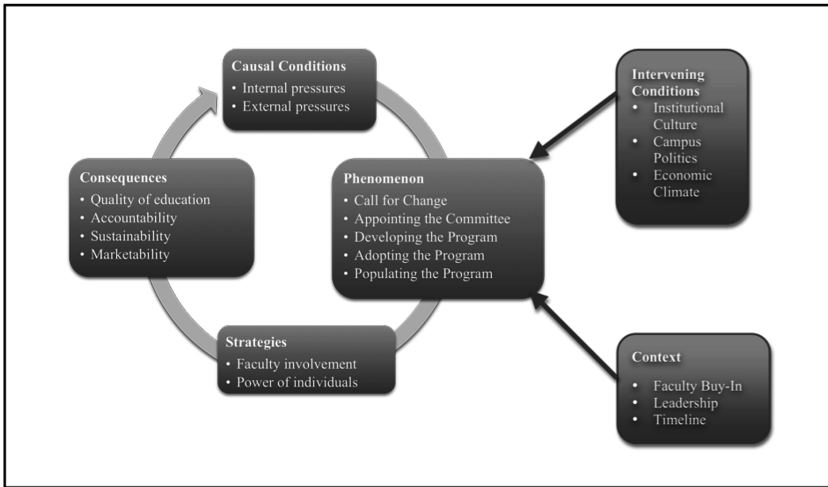 Causal Conditions
• Internal pressures
• External pressures
Intervening
Conditions
• Institutional
Culture
• Campus
Politics
• Economic
Climate
Phenomenon
• Call for Change
• Appointing the Committee
• Developing the Program
• Adopting the Program
• Populating the Program
Consequences
• Quality of education
• Accountability
• Sustainability
• Marketability
Strategies
• Faculty involvement
• Power of individuals
Context
• Faculty Buy-In
• Leadership
• Timeline